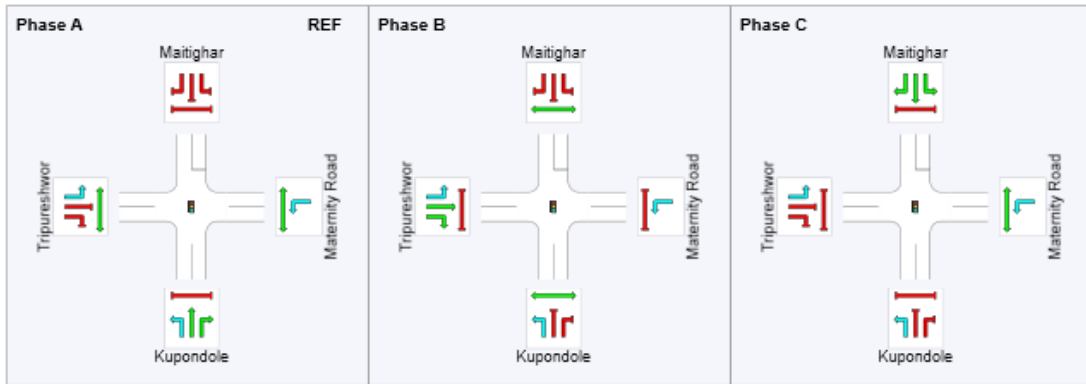 Phase A REF
Maitighar
Tripureshwor
Maternity Road
Kupondole
Phase B
Maitighar
Tripureshwor
Maternity Road
Kupondole
Phase C
Maitighar
Tripureshwor
Maternity Road
Kupondole